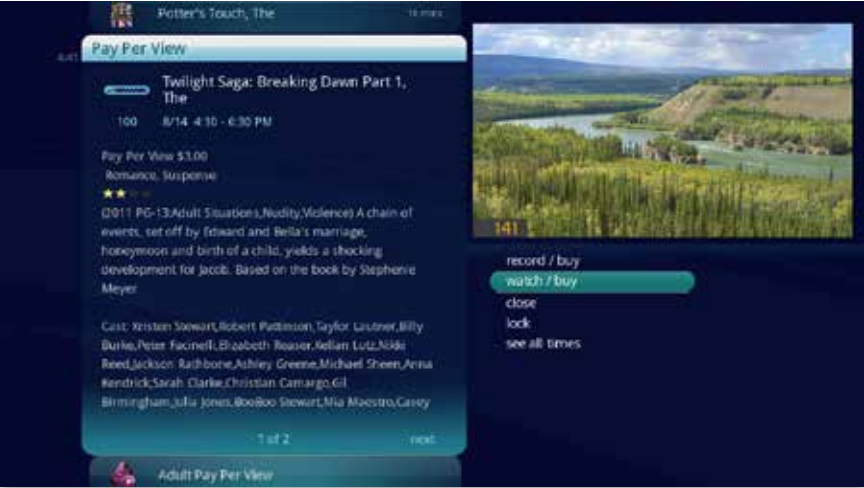 Potter's Touch, The
Pay Per View
Twilight Saga: Breaking Dawn Part 1,
The
100 8/14 4:30 - 6:30 PM
Pay Per View $3.00
Romance, Suspense
(2011 PG-13:Adult Situations,Nudity,Violence) A chain of
events, set off by Edward and Bella's marriage,
honeymoon and birth of a child, yields a shocking
development for Jacob. Based on the book by Stephenie
Meyer
Cast: Kristen Stewart,Robert Pattinson,Taylor Lautner,Billy
Burke,Peter Facinelli,Elizabeth Reaser,Kellan Lutz,Nikki
Reed,Jackson Rathbone,Ashley Greene,Michael Sheen,Anna
Kendrick,Sarah Clarke,Christian Camargo,Gil
Birmingham,Julia Jones,BooBoo Stewart,Mia Maestro,Casey
1 of 2 next
Adult Pay Per View
141
record / buy
watch / buy
close
lock
see all times